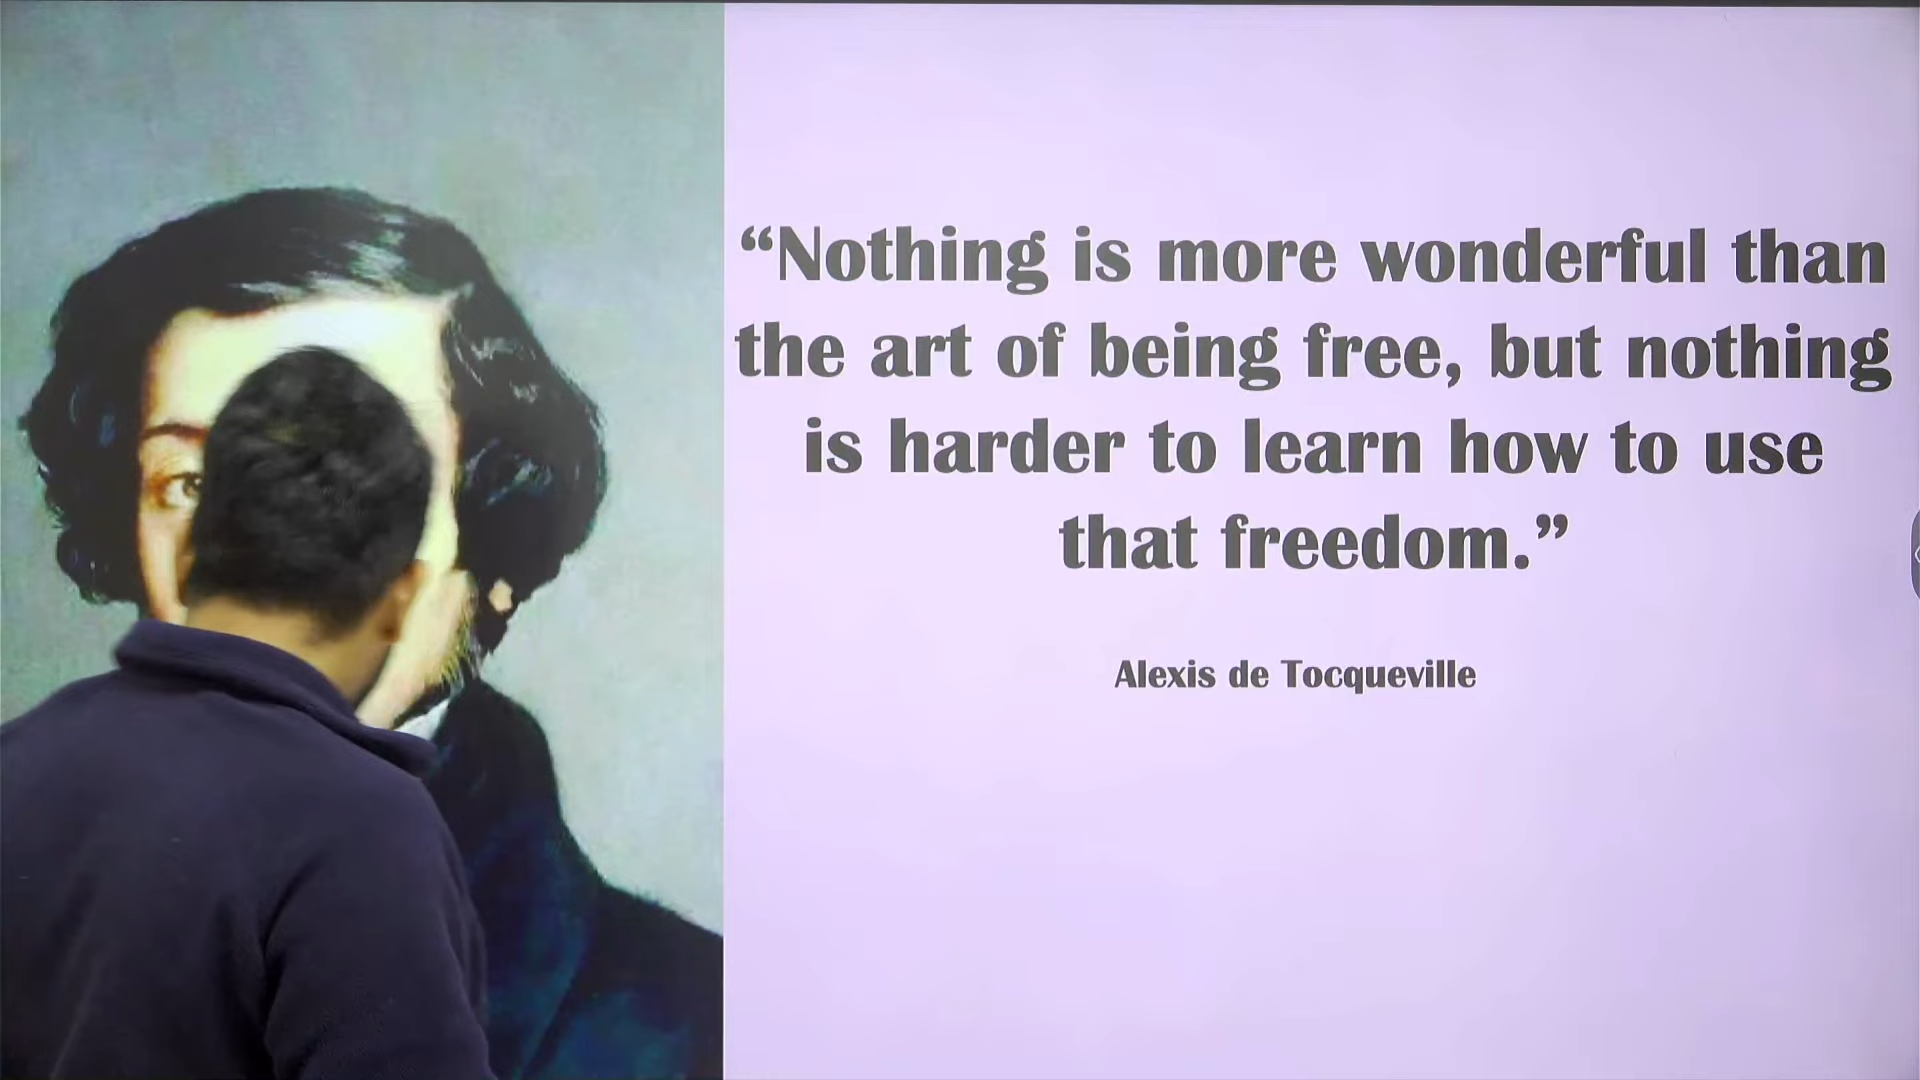 “Nothing is more wonderful than
the art of being free, but nothing
is harder to learn how to use
that freedom.”
Alexis de Tocqueville